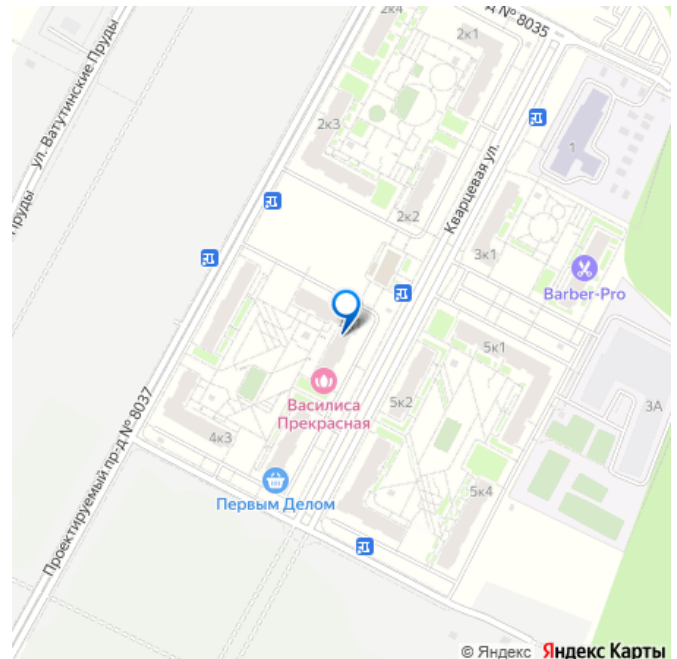 2к4
д № 8035
2к1
ул. Ватутинские Пруды
Пруды
2к3
1
2к2
Кварцевая ул.
3к1
Barber-Pro
5к1
Василиса
Прекрасная
5к2
3А
4к3
Проектируемый пр-д № 8037
5к4
Первым Делом
© Яндекс Яндекс Карты